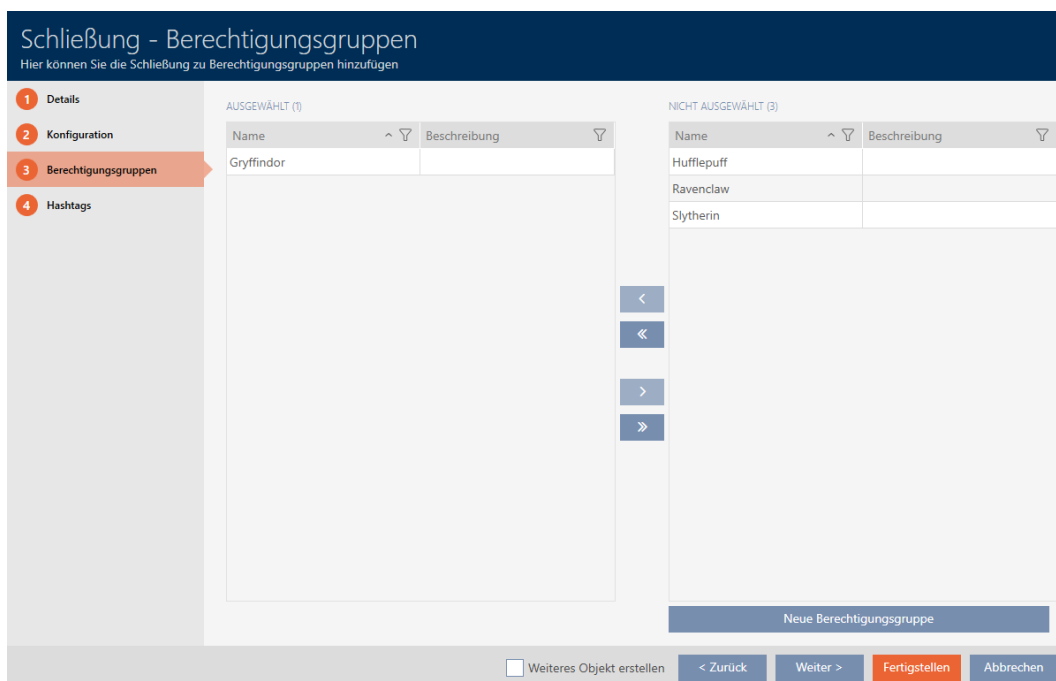 Schließung - Berechtigungsgruppen
Hier können Sie die Schließung zu Berechtigungsgruppen hinzufügen
1 Details
2 Konfiguration
3 Berechtigungsgruppen
4 Hashtags
AUSGEWÄHLT (1)
Name Beschreibung
Gryffindor
NICHT AUSGEWÄHLT (3)
Name Beschreibung
Hufflepuff
Ravenclaw
Slytherin
Neue Berechtigungsgruppe
Weiteres Objekt erstellen < Zurück Weiter > Fertigstellen Abbrechen